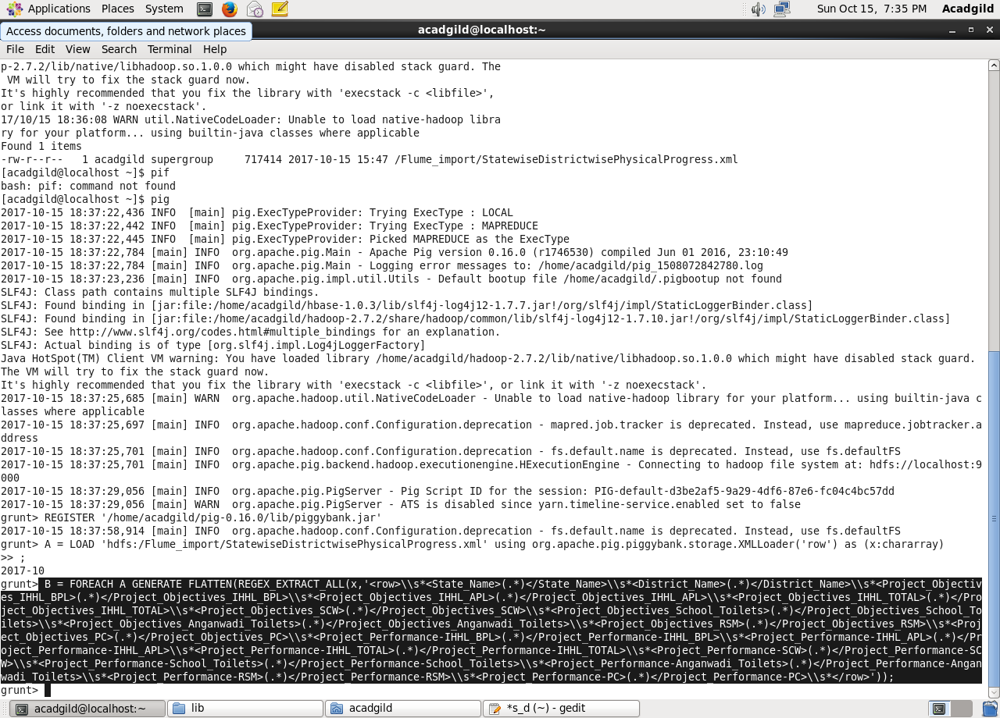 Applications Places System
Sun Oct 15, 7:35 PM Acadgild
Access documents, folders and network places
acadgild@localhost:~
File Edit View Search Terminal Help
p-2.7.2/lib/native/libhadoop.so.1.0.0 which might have disabled stack guard. The
 VM will try to fix the stack guard now.
It's highly recommended that you fix the library with 'execstack -c <libfile>',
or link it with '-z noexecstack'.
17/10/15 18:36:08 WARN util.NativeCodeLoader: Unable to load native-hadoop libra
ry for your platform... using builtin-java classes where applicable
Found 1 items
-rw-r--r--   1 acadgild supergroup     717414 2017-10-15 15:47 /Flume_import/StatewiseDistrictwisePhysicalProgress.xml
[acadgild@localhost ~]$ pif
bash: pif: command not found
[acadgild@localhost ~]$ pig
2017-10-15 18:37:22,436 INFO  [main] pig.ExecTypeProvider: Trying ExecType : LOCAL
2017-10-15 18:37:22,442 INFO  [main] pig.ExecTypeProvider: Trying ExecType : MAPREDUCE
2017-10-15 18:37:22,445 INFO  [main] pig.ExecTypeProvider: Picked MAPREDUCE as the ExecType
2017-10-15 18:37:22,784 [main] INFO  org.apache.pig.Main - Apache Pig version 0.16.0 (r1746530) compiled Jun 01 2016, 23:10:49
2017-10-15 18:37:22,784 [main] INFO  org.apache.pig.Main - Logging error messages to: /home/acadgild/pig_1508072842780.log
2017-10-15 18:37:23,236 [main] INFO  org.apache.pig.impl.util.Utils - Default bootup file /home/acadgild/.pigbootup not found
SLF4J: Class path contains multiple SLF4J bindings.
SLF4J: Found binding in [jar:file:/home/acadgild/hbase-1.0.3/lib/slf4j-log4j12-1.7.7.jar!/org/slf4j/impl/StaticLoggerBinder.class]
SLF4J: Found binding in [jar:file:/home/acadgild/hadoop-2.7.2/share/hadoop/common/lib/slf4j-log4j12-1.7.10.jar!/org/slf4j/impl/StaticLoggerBinder.class]
SLF4J: See http://www.slf4j.org/codes.html#multiple_bindings for an explanation.
SLF4J: Actual binding is of type [org.slf4j.impl.Log4jLoggerFactory]
Java HotSpot(TM) Client VM warning: You have loaded library /home/acadgild/hadoop-2.7.2/lib/native/libhadoop.so.1.0.0 which might have disabled stack guard.
The VM will try to fix the stack guard now.
It's highly recommended that you fix the library with 'execstack -c <libfile>', or link it with '-z noexecstack'.
2017-10-15 18:37:25,685 [main] WARN  org.apache.hadoop.util.NativeCodeLoader - Unable to load native-hadoop library for your platform... using builtin-java c
lasses where applicable
2017-10-15 18:37:25,697 [main] INFO  org.apache.hadoop.conf.Configuration.deprecation - mapred.job.tracker is deprecated. Instead, use mapreduce.jobtracker.a
ddress
2017-10-15 18:37:25,701 [main] INFO  org.apache.hadoop.conf.Configuration.deprecation - fs.default.name is deprecated. Instead, use fs.defaultFS
2017-10-15 18:37:25,701 [main] INFO  org.apache.pig.backend.hadoop.executionengine.HExecutionEngine - Connecting to hadoop file system at: hdfs://localhost:9
000
2017-10-15 18:37:29,056 [main] INFO  org.apache.pig.PigServer - Pig Script ID for the session: PIG-default-d3be2af5-9a29-4df6-87e6-fc04c4bc57dd
2017-10-15 18:37:29,056 [main] WARN  org.apache.pig.PigServer - ATS is disabled since yarn.timeline-service.enabled set to false
grunt> REGISTER '/home/acadgild/pig-0.16.0/lib/piggybank.jar'
2017-10-15 18:37:58,914 [main] INFO  org.apache.hadoop.conf.Configuration.deprecation - fs.default.name is deprecated. Instead, use fs.defaultFS
grunt> A = LOAD 'hdfs:/Flume_import/StatewiseDistrictwisePhysicalProgress.xml' using org.apache.pig.piggybank.storage.XMLLoader('row') as (x:chararray)
>> ;
2017-10
grunt> B = FOREACH A GENERATE FLATTEN(REGEX_EXTRACT_ALL(x,'<row>\\s*<State_Name>(.*)</State_Name>\\s*<District_Name>(.*)</District_Name>\\s*<Project_Objectiv
es_IHHL_BPL>(.*)</Project_Objectives_IHHL_BPL>\\s*<Project_Objectives_IHHL_APL>(.*)</Project_Objectives_IHHL_APL>\\s*<Project_Objectives_IHHL_TOTAL>(.*)</Pro
ject_Objectives_IHHL_TOTAL>\\s*<Project_Objectives_SCW>(.*)</Project_Objectives_SCW>\\s*<Project_Objectives_School_Toilets>(.*)</Project_Objectives_School_To
ilets>\\s*<Project_Objectives_Anganwadi_Toilets>(.*)</Project_Objectives_Anganwadi_Toilets>\\s*<Project_Objectives_RSM>(.*)</Project_Objectives_RSM>\\s*<Proj
ect_Objectives_PC>(.*)</Project_Objectives_PC>\\s*<Project_Performance-IHHL_BPL>(.*)</Project_Performance-IHHL_BPL>\\s*<Project_Performance-IHHL_APL>(.*)</Pr
oject_Performance-IHHL_APL>\\s*<Project_Performance-IHHL_TOTAL>(.*)</Project_Performance-IHHL_TOTAL>\\s*<Project_Performance-SCW>(.*)</Project_Performance-SC
W>\\s*<Project_Performance-School_Toilets>(.*)</Project_Performance-School_Toilets>\\s*<Project_Performance-Anganwadi_Toilets>(.*)</Project_Performance-Angan
wadi_Toilets>\\s*<Project_Performance-RSM>(.*)</Project_Performance-RSM>\\s*<Project_Performance-PC>(.*)</Project_Performance-PC>\\s*</row>'));
grunt>
acadgild@localhost:~ lib acadgild *s_d (~) - gedit